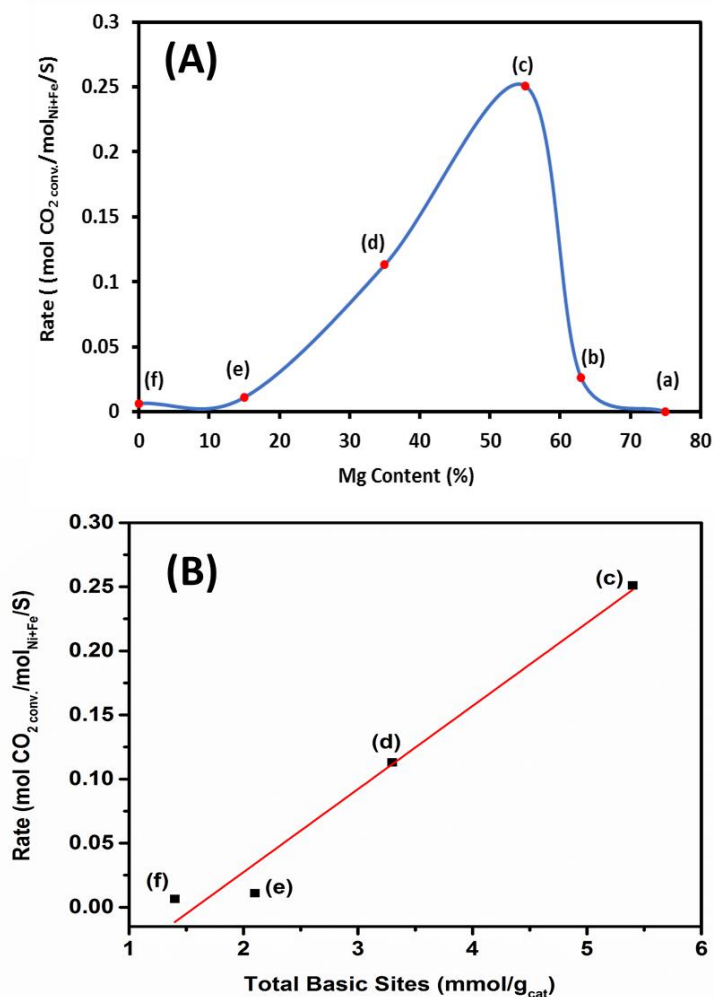 (A)
Rate ( (mol CO2 conv./molNi+Fe/S)
0.3
0.25
0.2
0.15
0.1
0.05
0
(f)
(e)
(d)
(c)
(b)
(a)
0 10 20 30 40 50 60 70 80
Mg Content (%)
(B)
Rate (mol CO2 conv./molNi+Fe/S)
0.30
0.25
0.20
0.15
0.10
0.05
0.00
(c)
(d)
(f)
(e)
1 2 3 4 5 6
Total Basic Sites (mmol/gcat)